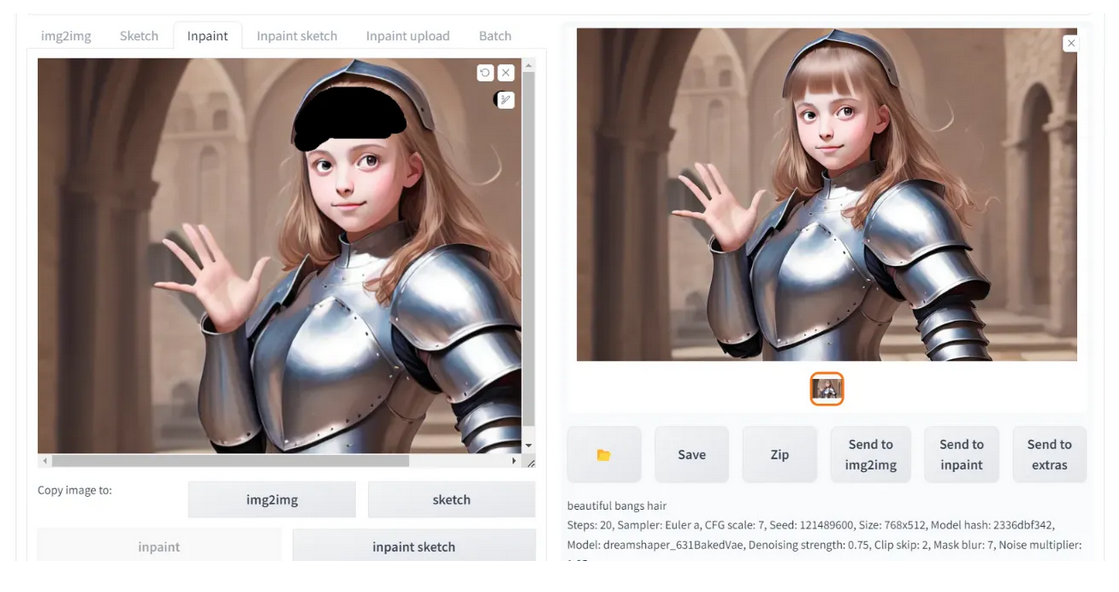 img2img Sketch Inpaint Inpaint sketch Inpaint upload Batch
Copy image to:
img2img
sketch
inpaint
inpaint sketch
Save
Zip
Send to
img2img
Send to
inpaint
Send to
extras
beautiful bangs hair
Steps: 20, Sampler: Euler a, CFG scale: 7, Seed: 121489600, Size: 768x512, Model hash: 2336dbf342,
Model: dreamshaper_631BakedVae, Denoising strength: 0.75, Clip skip: 2, Mask blur: 7, Noise multiplier: